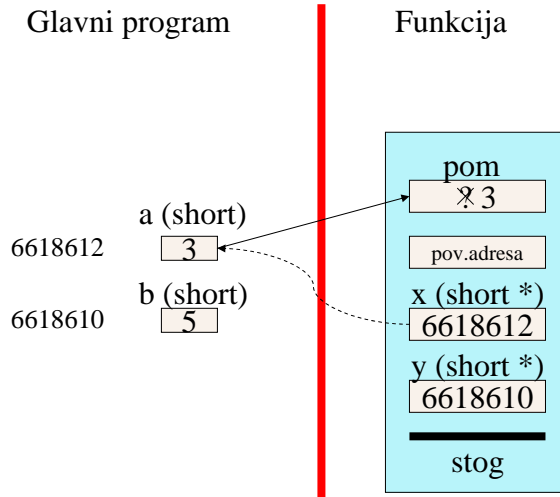 Glavni program
Funkcija
a (short)
6618612
3
b (short)
6618610
5
pom
? 3
pov.adresa
x (short *)
6618612
y (short *)
6618610
stog